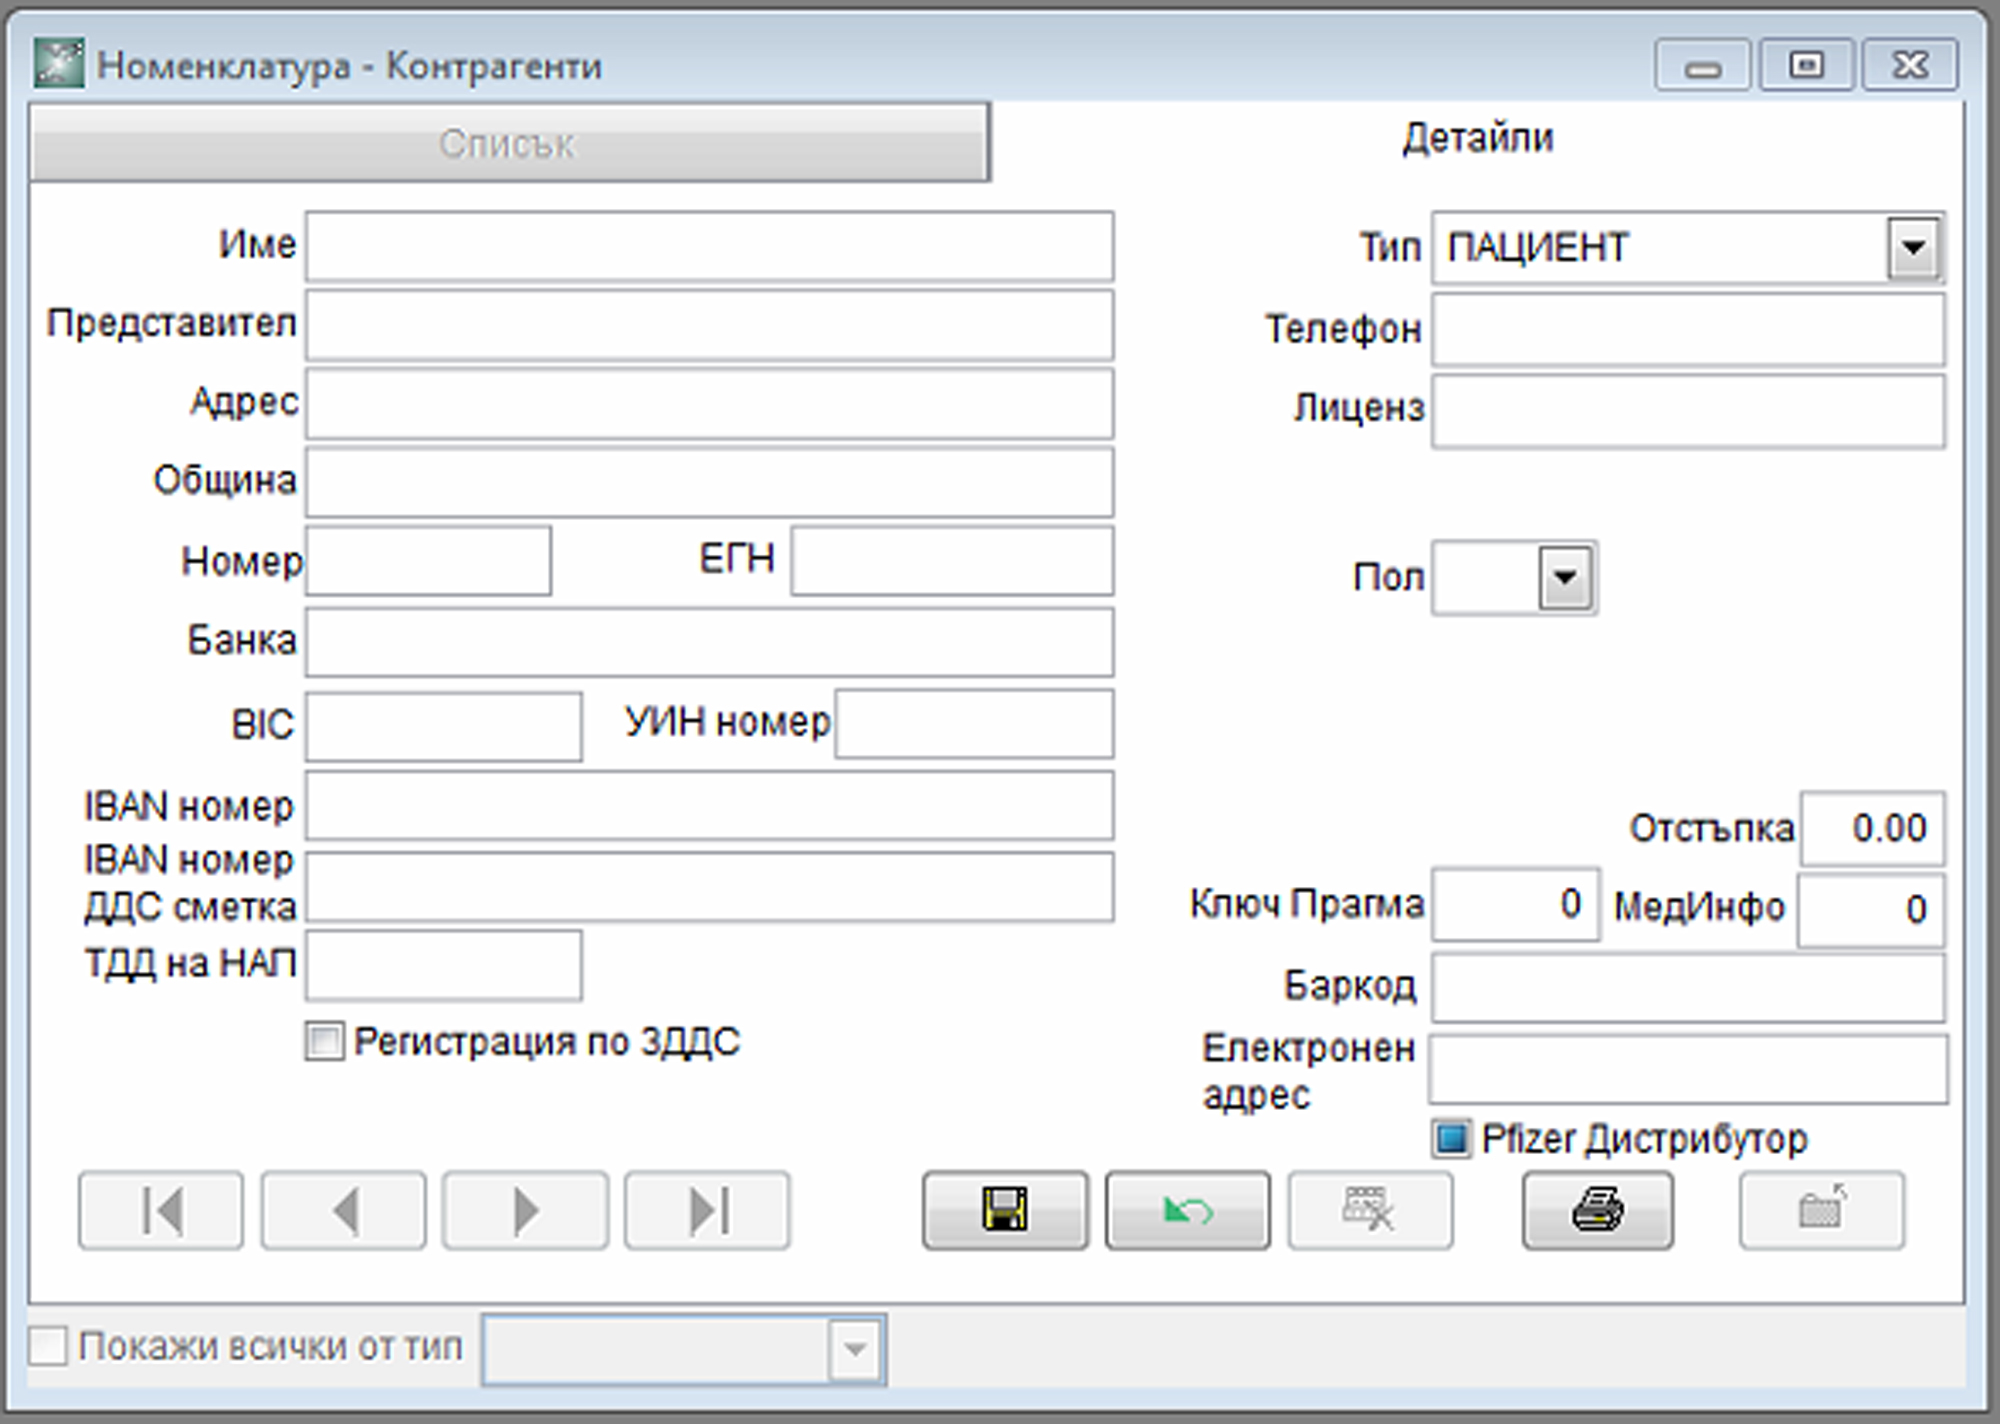 Номенклатура - Контрагенти
Списък
Детайли
Име
Тип ПАЦИЕНТ
Представител
Телефон
Адрес
Лиценз
Община
Номер
ЕГН
Пол
Банка
BIC
УИН номер
IBAN номер
Отстъпка 0.00
IBAN номер
ДДС сметка
Ключ Прагма 0
МедИнфо 0
ТДД на НАП
Баркод
Регистрация по ЗДДС
Електронен
адрес
Pfizer Дистрибутор
Покажи всички от тип